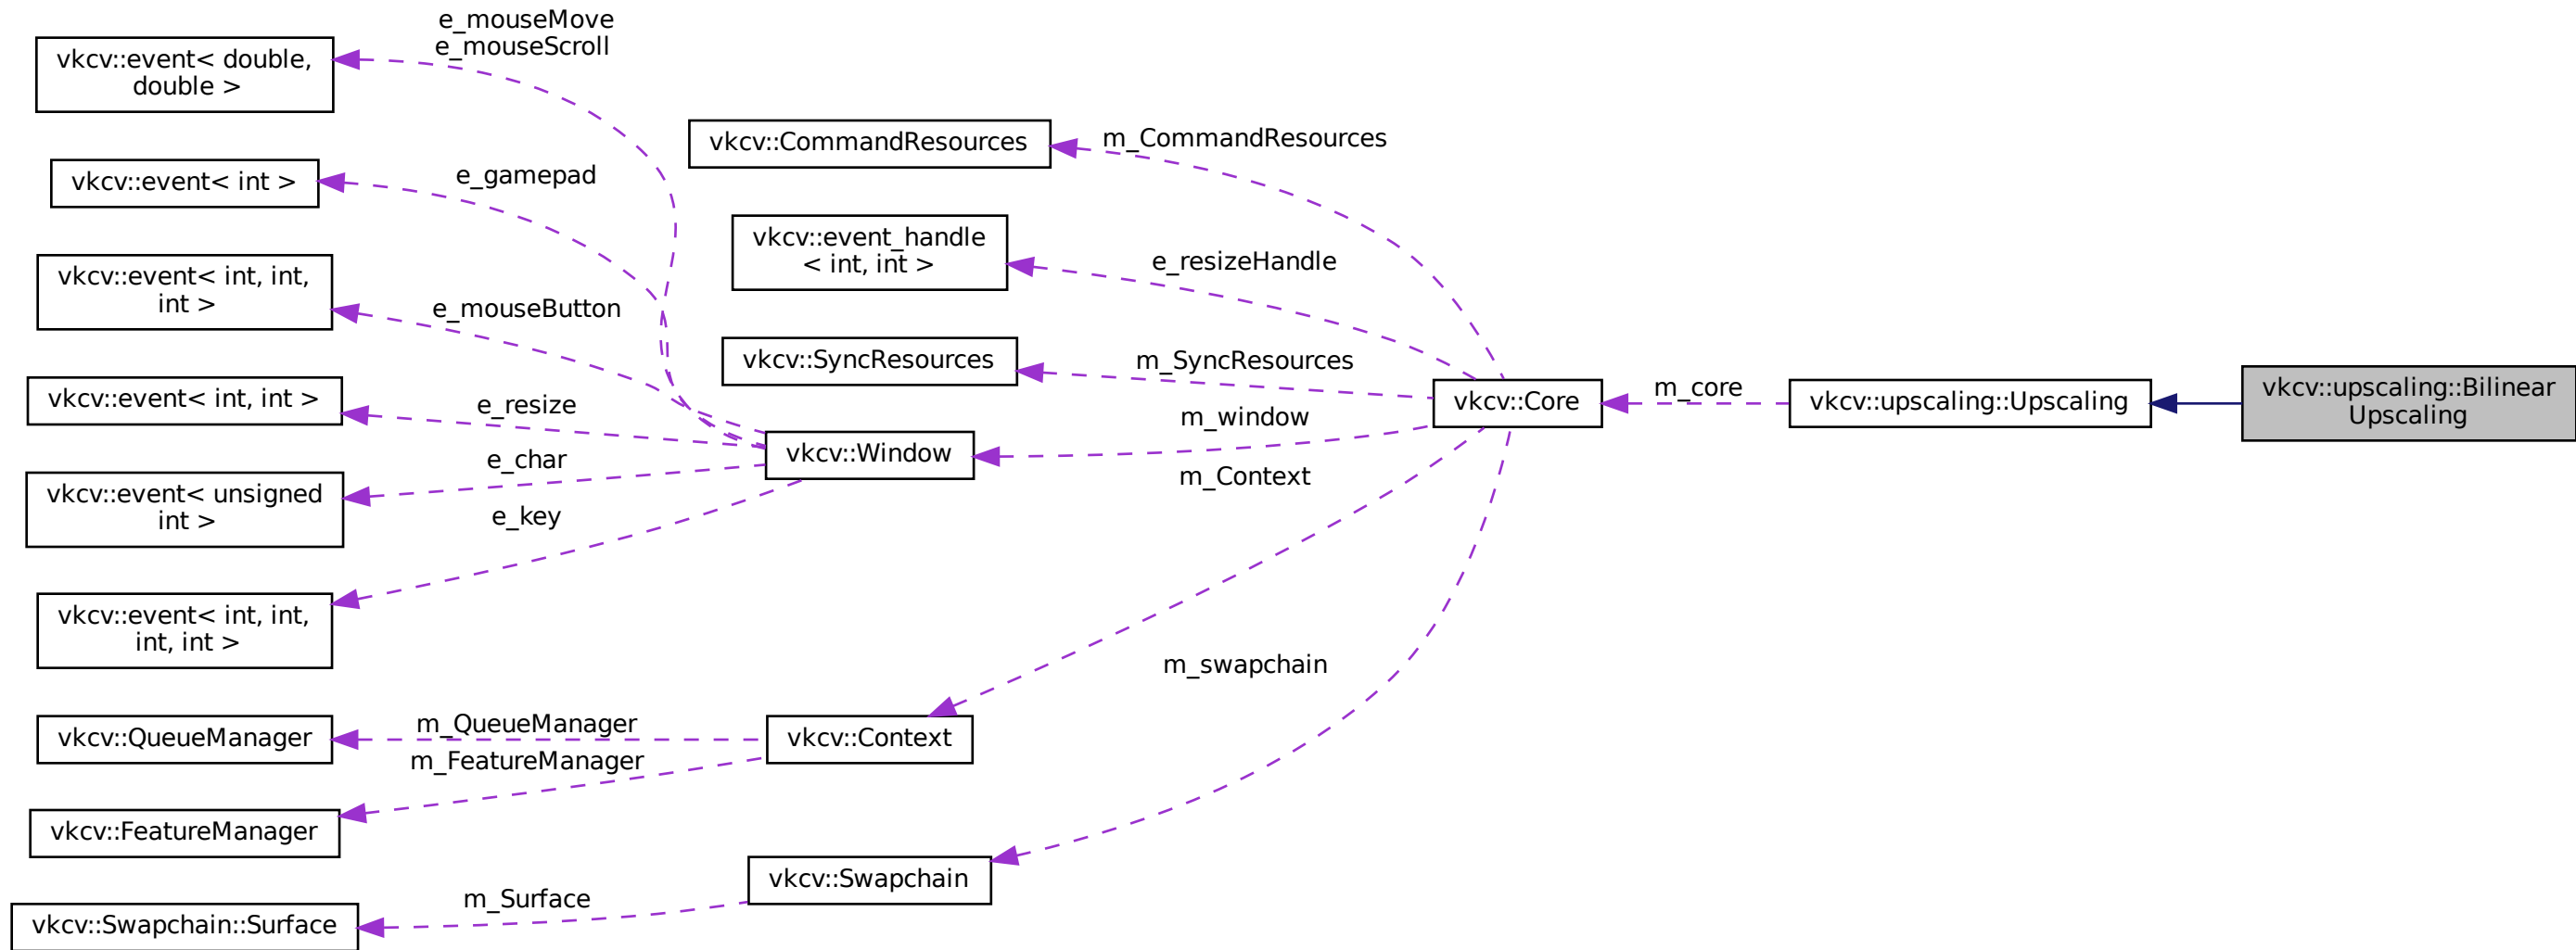 e_mouseMove
e_mouseScroll
vkcv::event< double,
double >
vkcv::CommandResources
m_CommandResources
vkcv::event< int >
e_gamepad
vkcv::event_handle
< int, int >
e_resizeHandle
vkcv::event< int, int,
int >
e_mouseButton
vkcv::SyncResources
m_SyncResources
vkcv::event< int, int >
e_resize
m_window
vkcv::Core
m_core
vkcv::upscaling::Upscaling
vkcv::upscaling::Bilinear
Upscaling
vkcv::Window
m_Context
vkcv::event< unsigned
int >
e_char
e_key
vkcv::event< int, int,
int, int >
m_swapchain
vkcv::QueueManager
m_QueueManager
vkcv::Context
m_FeatureManager
vkcv::FeatureManager
vkcv::Swapchain
m_Surface
vkcv::Swapchain::Surface